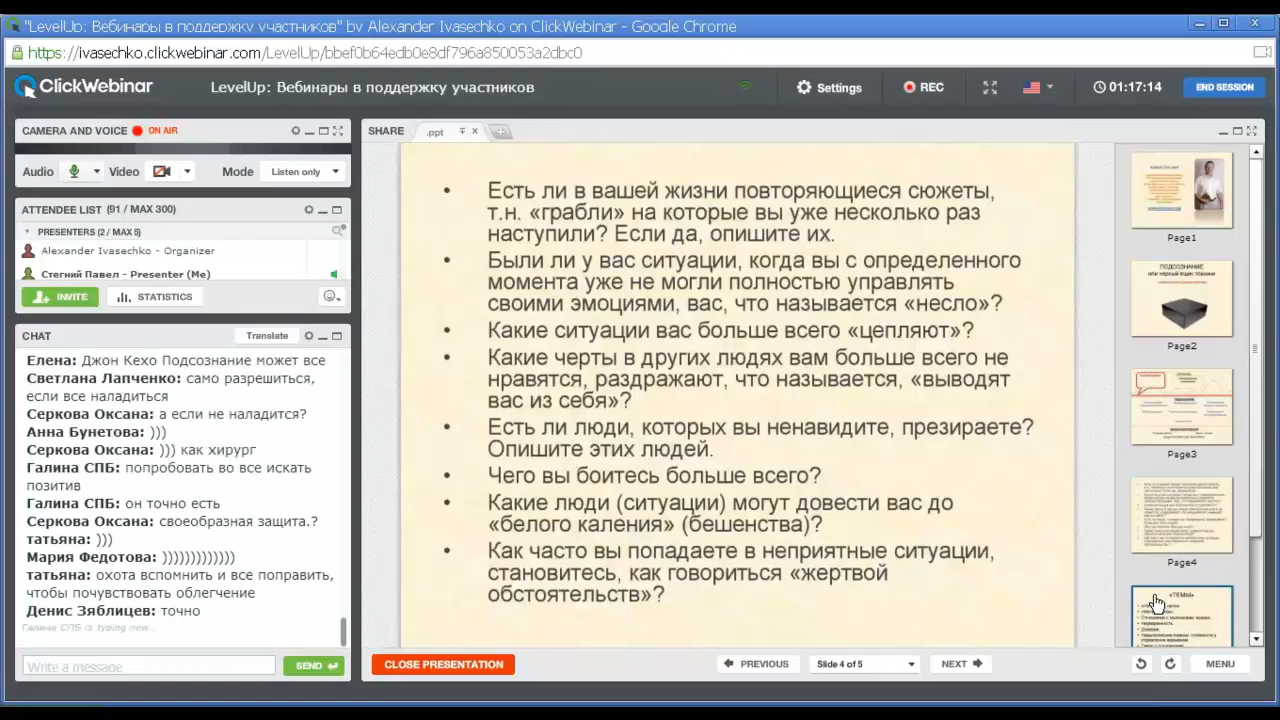 "LevelUp: Вебинары в поддержку участников" by Alexander Ivasechko on ClickWebinar - Google Chrome
https://ivasechko.clickwebinar.com/LevelUp/bbef0b64edb0e8df796a850053a2dbc0
ClickWebinar
LevelUp: Вебинары в поддержку участников
Settings
REC
01:17:14
END SESSION
CAMERA AND VOICE ON AIR
Audio Video Mode Listen only
ATTENDEE LIST (91 / MAX 300)
PRESENTERS (2 / MAX 5)
Alexander Ivasechko - Organizer
Стегний Павел - Presenter (Me)
INVITE STATISTICS
CHAT Translate
Елена: Джон Кехо Подсознание может все
Светлана Лапченко: само разрешиться,
если все наладиться
Серкова Оксана: а если не наладится?
Анна Бунетова: )))
Серкова Оксана: ))) как хирург
Галина СПБ: попробовать во все искать
позитив
Галина СПБ: он точно есть
Серкова Оксана: своеобразная защита.?
татьяна: )))
Мария Федотова: )))))))))))))
татьяна: охота вспомнить и все поправить,
чтобы почувствовать облегчение
Денис Зяблицев: точно
Галина СПБ is typing now..
Write a message SEND
SHARE .ppt
• Есть ли в вашей жизни повторяющиеся сюжеты,
т.н. «грабли» на которые вы уже несколько раз
наступили? Если да, опишите их.
• Были ли у вас ситуации, когда вы с определенного
момента уже не могли полностью управлять
своими эмоциями, вас, что называется «несло»?
• Какие ситуации вас больше всего «цепляют»?
• Какие черты в других людях вам больше всего не
нравятся, раздражают, что называется, «выводят
вас из себя»?
• Есть ли люди, которых вы ненавидите, презираете?
Опишите этих людей.
• Чего вы боитесь больше всего?
• Какие люди (ситуации) могут довести вас до
«белого каления» (бешенства)?
• Как часто вы попадаете в неприятные ситуации,
становитесь, как говориться «жертвой
обстоятельств»?
CLOSE PRESENTATION
PREVIOUS Slide 4 of 5 NEXT
MENU
Page1
ПОДСОЗНАНИЕ
или черный ящик психики
Page2
Page3
Page4
«ТЕМЫ»